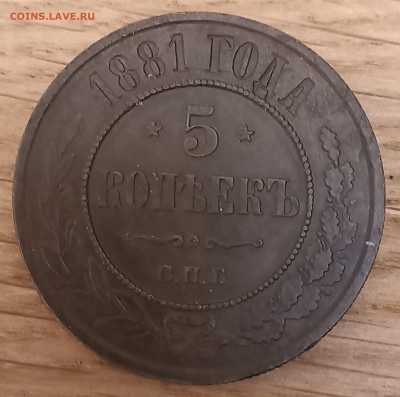 COINS.LAVE.RU
1881 ГОДА
5
КОПѢЕКЪ
С.П.Б.